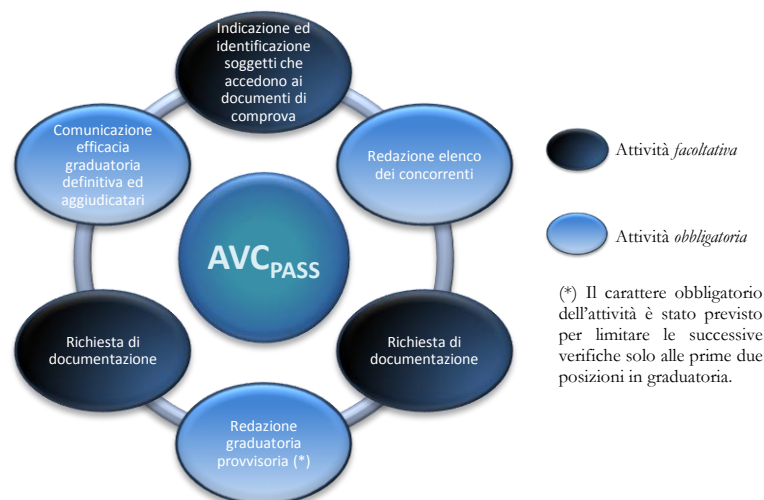 Indicazione ed
identificazione
soggetti che
accedono ai
documenti di
comprova
Redazione elenco
dei concorrenti
Richiesta di
documentazione
Redazione
graduatoria
provvisoria (*)
Richiesta di
documentazione
Comunicazione
efficacia
graduatoria
definitiva ed
aggiudicatari
AVCPASS
Attività facoltativa
Attività obbligatoria
(*) Il carattere obbligatorio
dell'attività è stato previsto
per limitare le successive
verifiche solo alle prime due
posizioni in graduatoria.